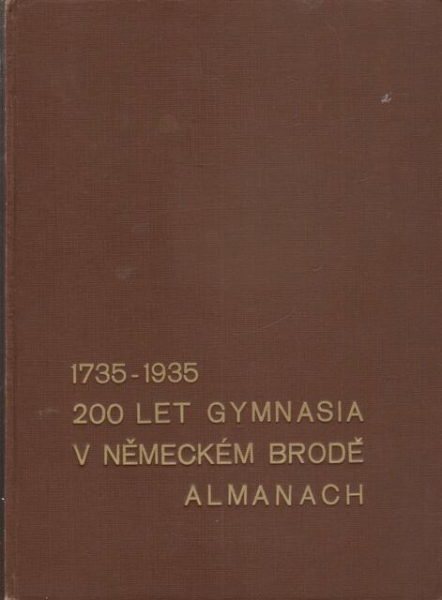 1735-1935
200 LET GYMNASIA
V NĚMECKÉM BRODĚ
ALMANACH